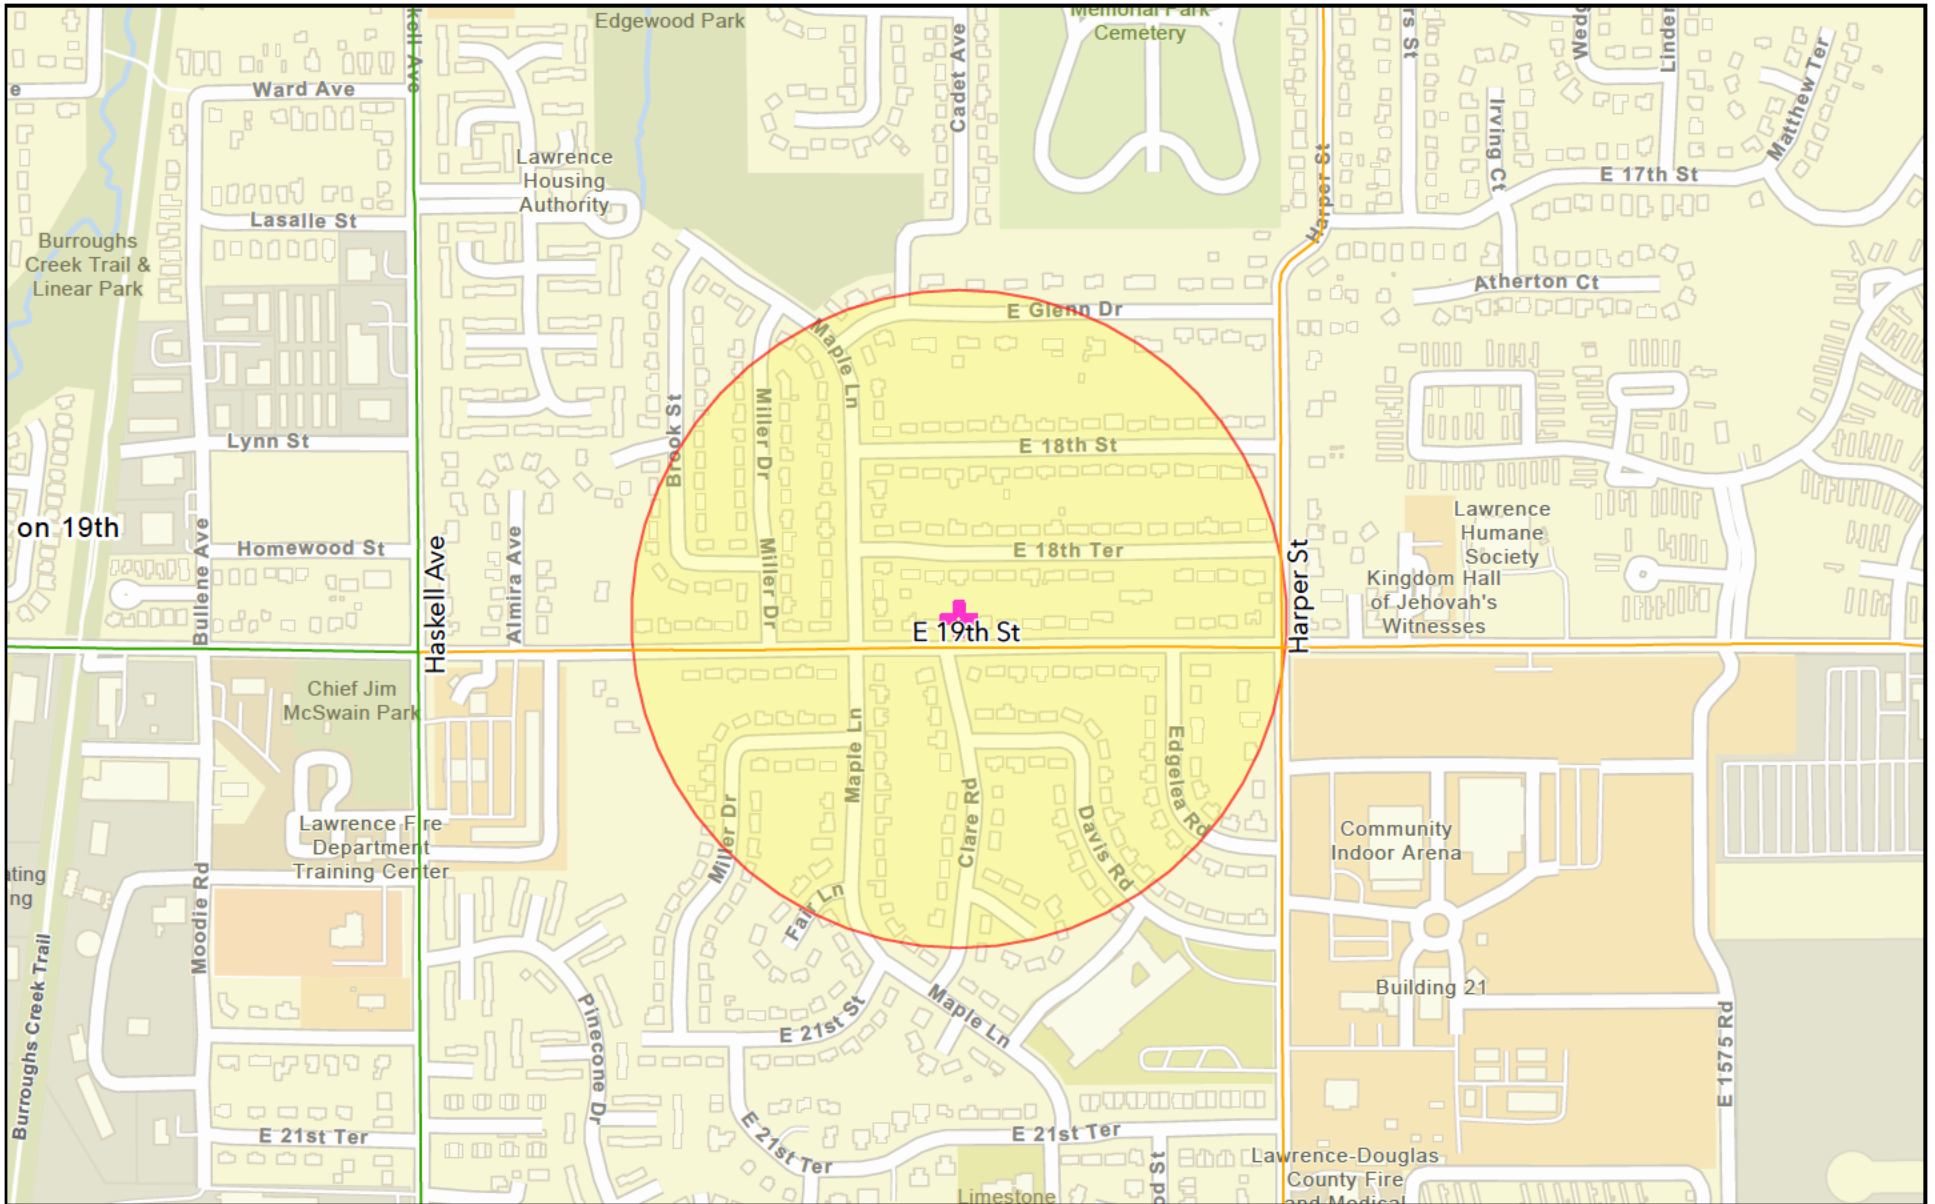 Edgewood Park
Memorial Park
Cemetery
Ward Ave
Cadet Ave
Matthew Ter
Irving Ct
E 17th St
Lawrence
Housing
Authority
Lasalle St
Harper St
Burroughs
Creek Trail &
Linear Park
Atherton Ct
E Glenn Dr
Maple Ln
Miller Dr
Brook St
Lynn St
E 18th St
on 19th
Bullene Ave
Homewood St
Haskell Ave
Almira Ave
Miller Dr
E 18th Ter
Lawrence
Humane
Society
Kingdom Hall
of Jehovah's
Witnesses
Harper St
E 19th St
Chief Jim
McSwain Park
Maple Ln
Edgelea Rd
Clare Rd
Davis Rd
Miller Dr
Lawrence Fire
Department
Training Center
Community
Indoor Arena
Moodie Rd
Fair Ln
Building 21
Burroughs Creek Trail
Pinecone Dr
E 21st St
Maple Ln
E 1575 Rd
E 21st Ter
E 21st Ter
E 21st Ter
Lawrence-Douglas
County Fire
and Medical
Limestone